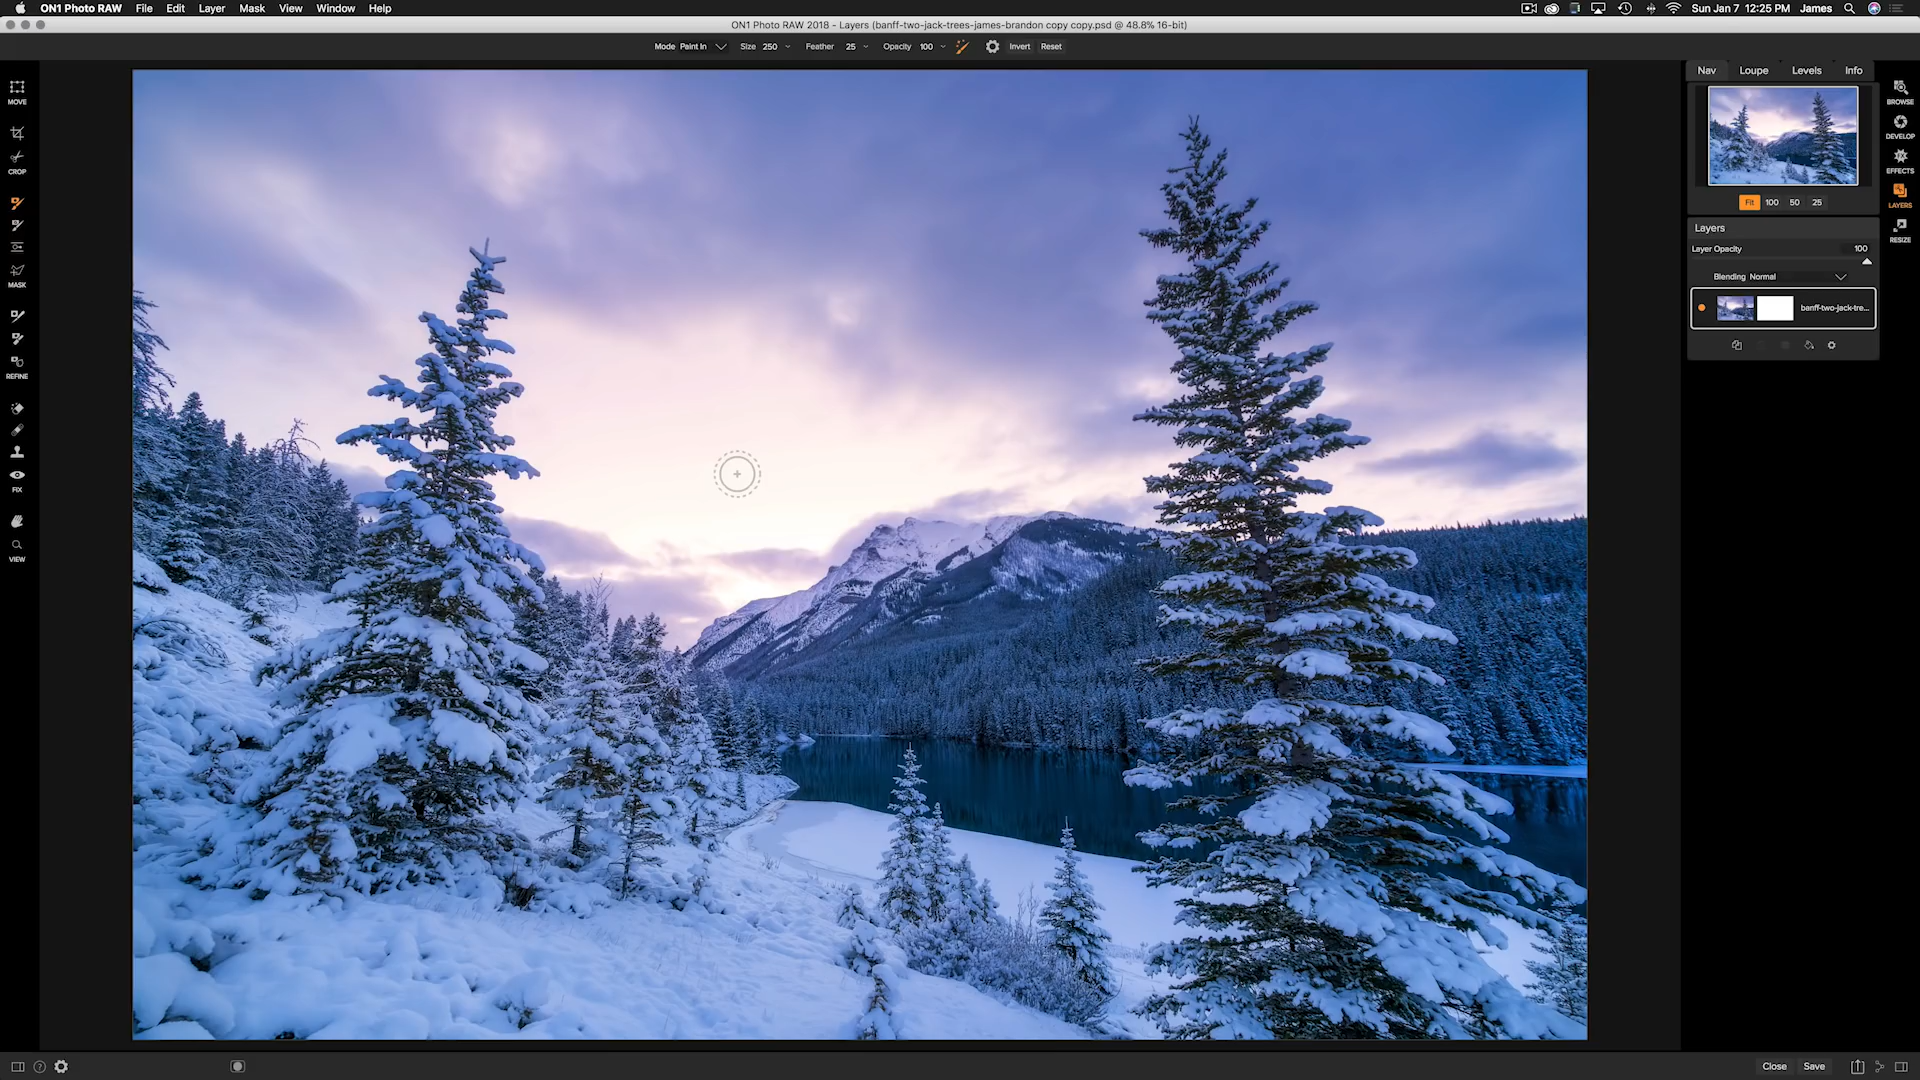 ON1 Photo RAW File Edit Layer Mask View Window Help Sun Jan 7 12:25 PM James
ON1 Photo RAW 2018 - Layers (banff-two-jack-trees-james-brandon copy copy.psd @ 48.8% 16-bit)
Mode Paint In Size 250 Feather 25 Opacity 100 Invert Reset
MOVE
CROP
MASK
REFINE
FIX
VIEW
Nav Loupe Levels Info
Fit 100 50 25
Layers
Layer Opacity 100
Blending Normal
banff-two-jack-tre...
BROWSE
DEVELOP
EFFECTS
LAYERS
RESIZE
? Close Save